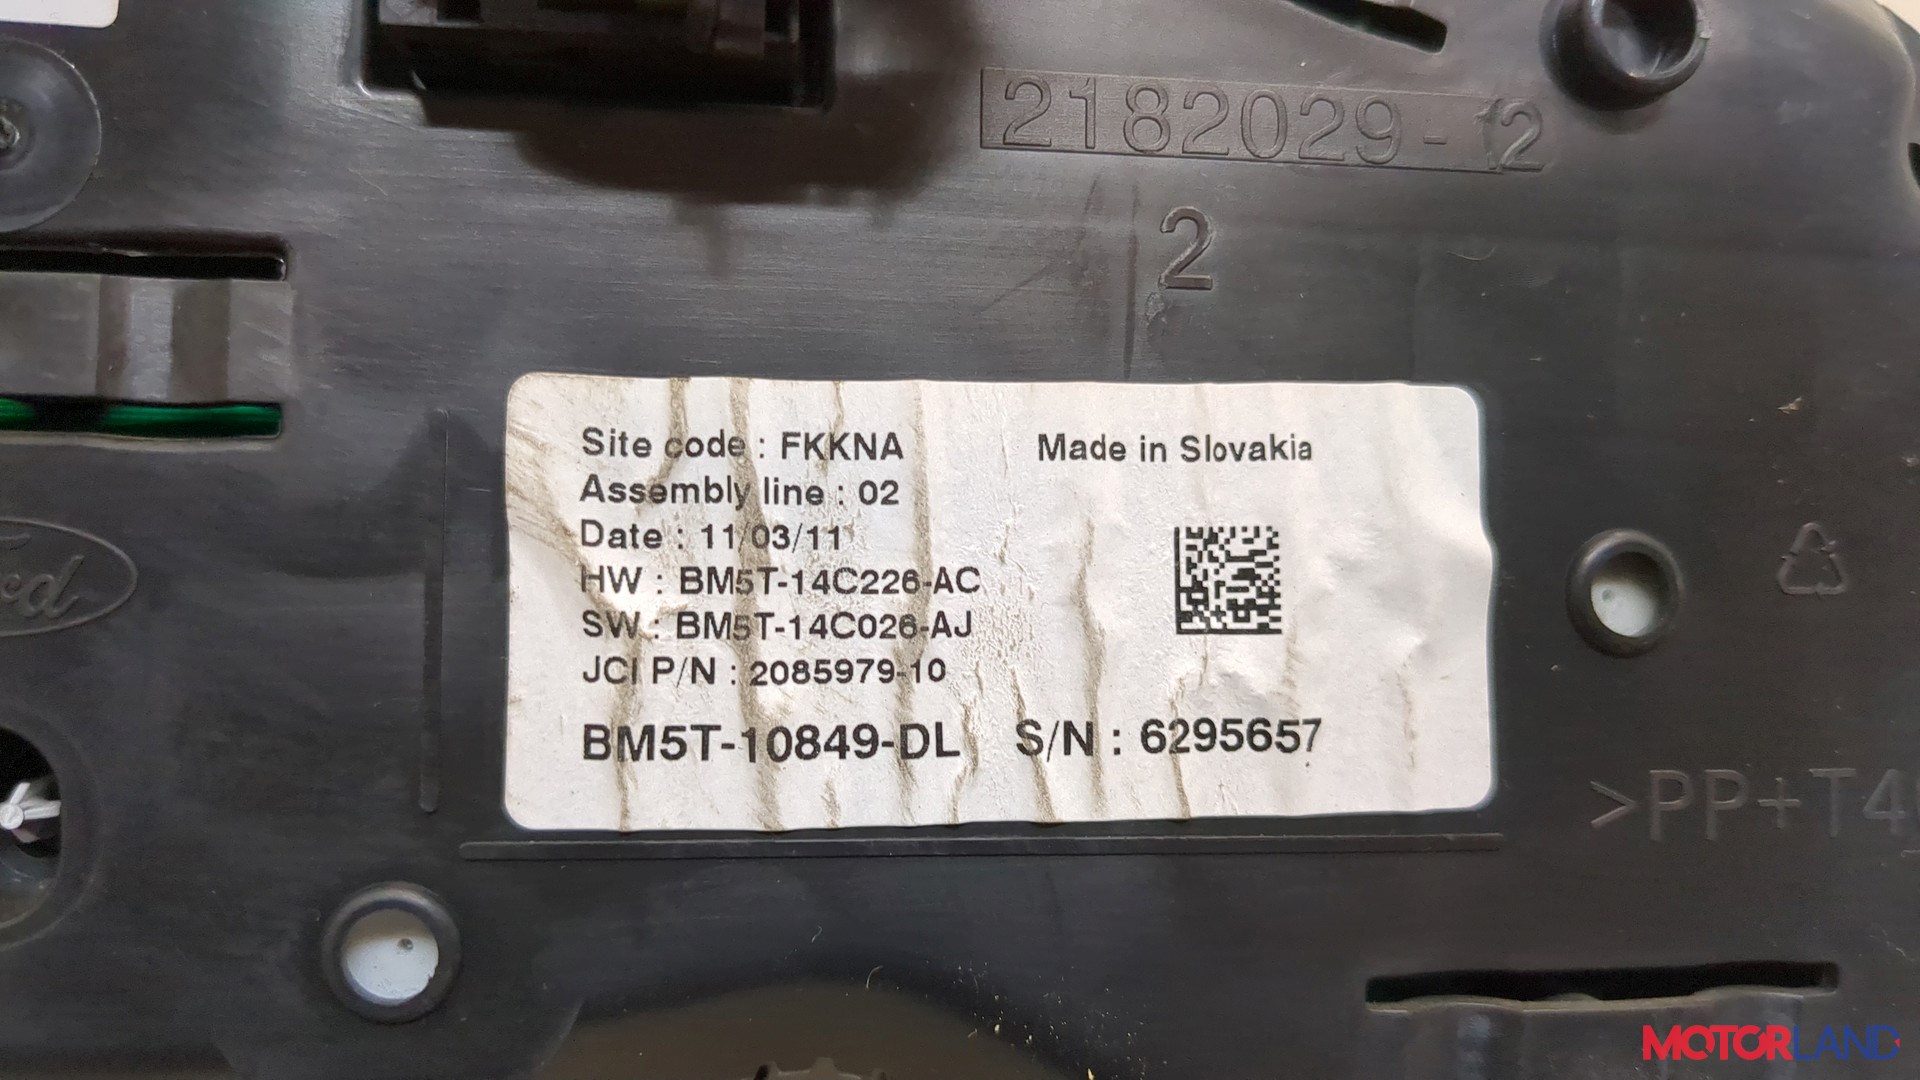 2182029-12
2
Site code : FKKNA
Made in Slovakia
Assembly line : 02
Date : 11/03/11
HW : BM5T-14C226-AC
SW : BM5T-14C026-AJ
JCI P/N : 2085979-10
BM5T-10849-DL S/N : 6295657
>PP+T4
MOTORLAND